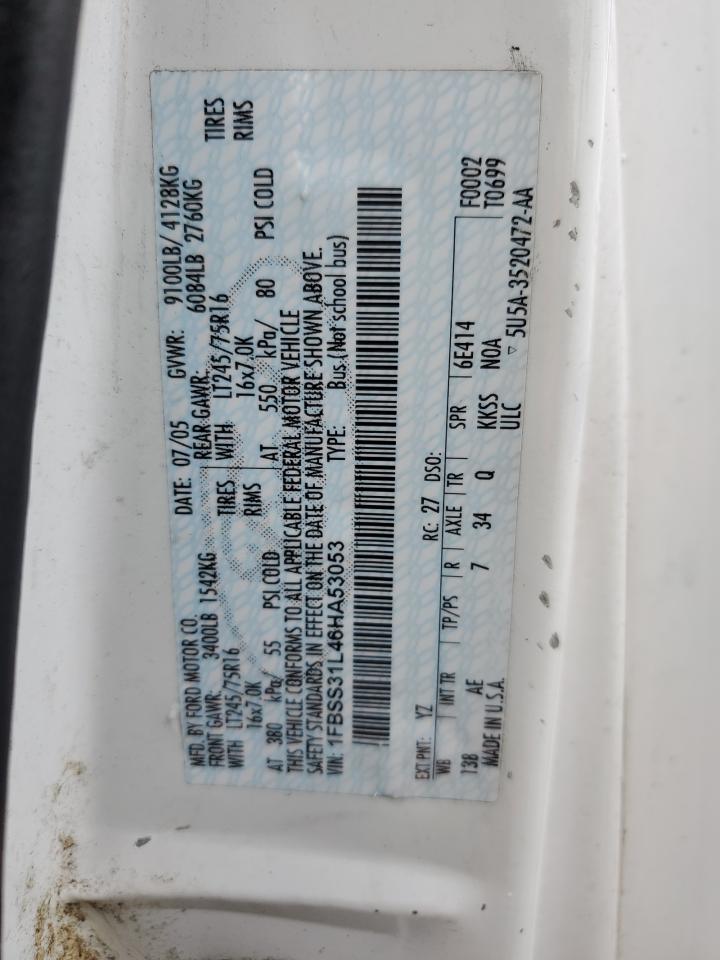 MFD. BY FORD MOTOR CO.
DATE: 07/05 GVWR: 9100LB/ 4128KG
FRONT GAWR: 3400LB 1542KG REAR GAWR: 6084LB 2760KG
WITH LT245/75R16 TIRES WITH LT245/75R16 TIRES
16x7.0K RIMS 16x7.0K RIMS
AT 380 kPa/ 55 PSI COLD AT 550 kPa/ 80 PSI COLD
THIS VEHICLE CONFORMS TO ALL APPLICABLE FEDERAL MOTOR VEHICLE
SAFETY STANDARDS IN EFFECT ON THE DATE OF MANUFACTURE SHOWN ABOVE.
VIN: 1FBSS31L46HA53053 TYPE: Bus (Not school bus)
EXT PNT: YZ RC: 27 DSO: F0002
WB INT TR TP/PS R AXLE TR SPR 6E414 T0699
138 AE 7 34 Q KKSS NOA
MADE IN U.S.A. ULC ▽ 5U5A-3520472-AA